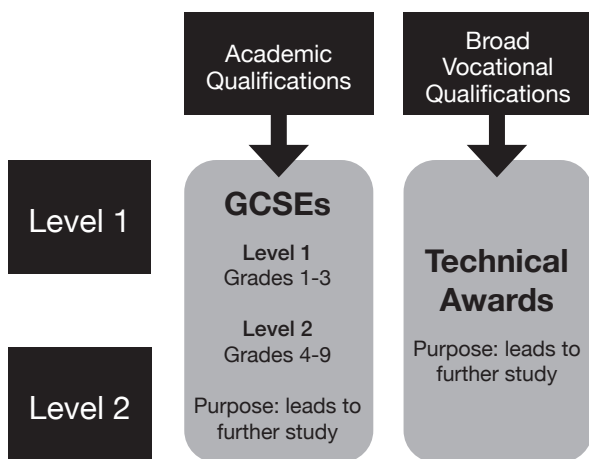 Academic
Qualifications
Broad
Vocational
Qualifications
Level 1
GCSEs
Level 1
Grades 1-3
Level 2
Grades 4-9
Purpose: leads to
further study
Technical
Awards
Purpose: leads to
further study
Level 2